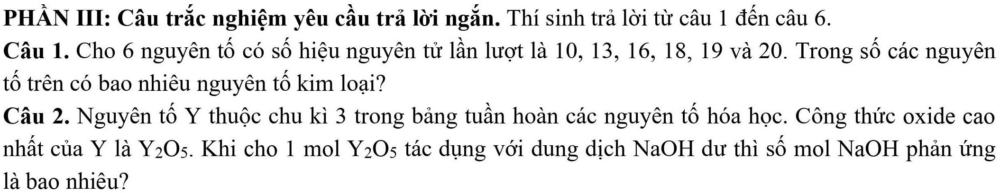 PHẦN III: Câu trắc nghiệm yêu cầu trả lời ngắn. Thí sinh trả lời từ câu 1 đến câu 6.
Câu 1. Cho 6 nguyên tố có số hiệu nguyên tử lần lượt là 10, 13, 16, 18, 19 và 20. Trong số các nguyên
tố trên có bao nhiêu nguyên tố kim loại?
Câu 2. Nguyên tố Y thuộc chu kì 3 trong bảng tuần hoàn các nguyên tố hóa học. Công thức oxide cao
nhất của Y là Y₂O₅. Khi cho 1 mol Y₂O₅ tác dụng với dung dịch NaOH dư thì số mol NaOH phản ứng
là bao nhiêu?